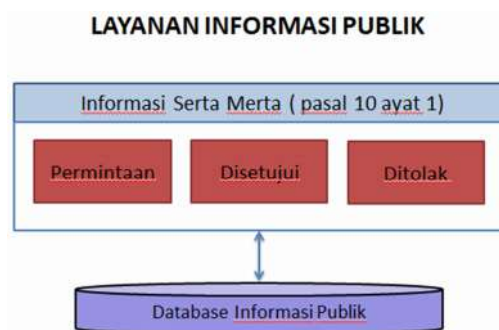 LAYANAN INFORMASI PUBLIK
Informasi Serta Merta ( pasal 10 ayat 1)
Permintaan Disetujui Ditolak
Database Informasi Publik